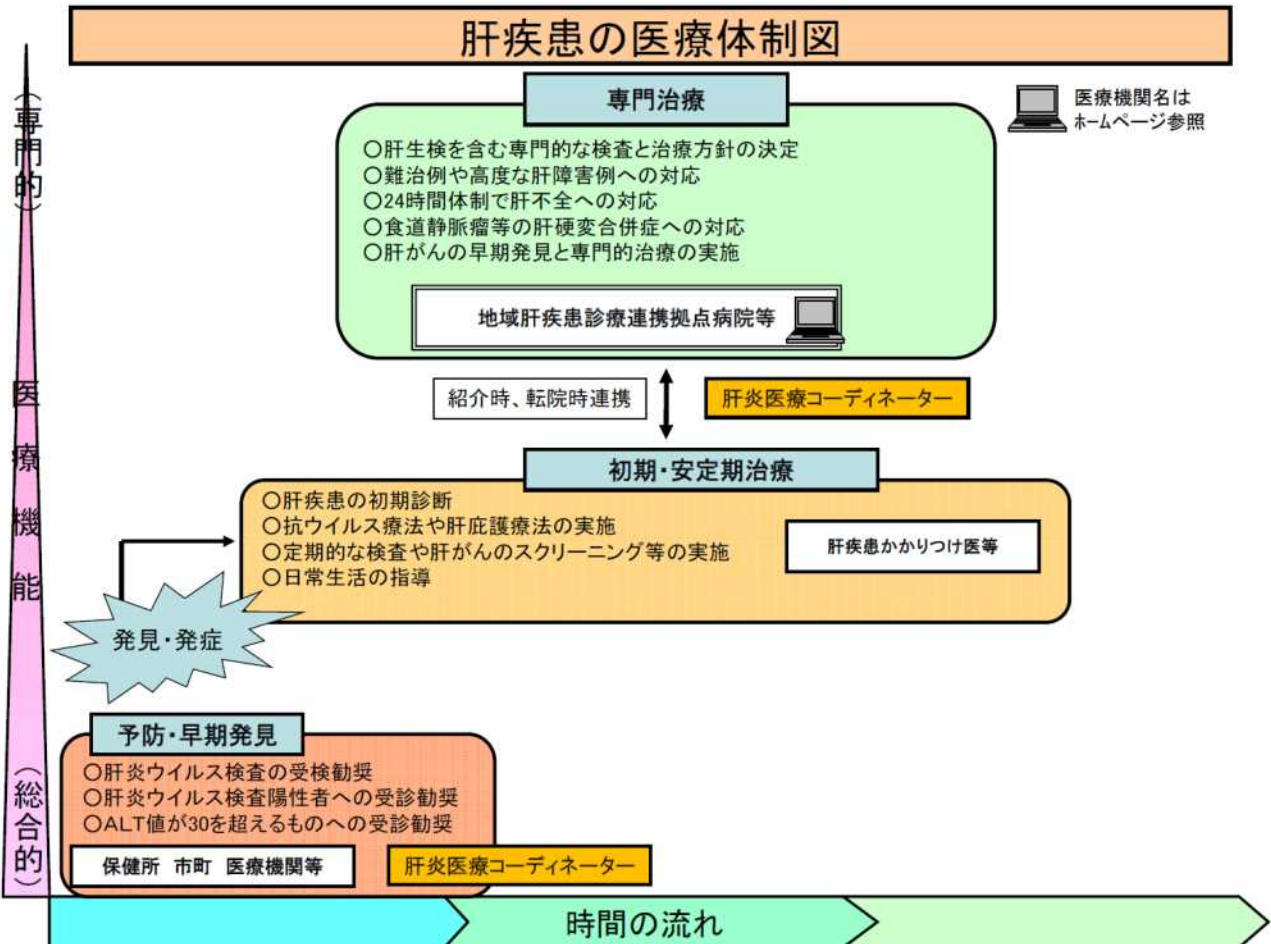 肝疾患の医療体制図
専門治療
医療機関名は
ホームページ参照
〇肝生検を含む専門的な検査と治療方針の決定
〇難治例や高度な肝障害例への対応
〇24時間体制で肝不全への対応
〇食道静脈瘤等の肝硬変合併症への対応
〇肝がんの早期発見と専門的治療の実施
地域肝疾患診療連携拠点病院等
紹介時、転院時連携
肝炎医療コーディネーター
初期・安定期治療
〇肝疾患の初期診断
〇抗ウイルス療法や肝庇護療法の実施
〇定期的な検査や肝がんのスクリーニング等の実施
〇日常生活の指導
肝疾患かかりつけ医等
発見・発症
予防・早期発見
〇肝炎ウイルス検査の受検勧奨
〇肝炎ウイルス検査陽性者への受診勧奨
〇ALT値が30を超えるものへの受診勧奨
保健所 市町 医療機関等
肝炎医療コーディネーター
(専門的)
医療機能
(総合的)
時間の流れ